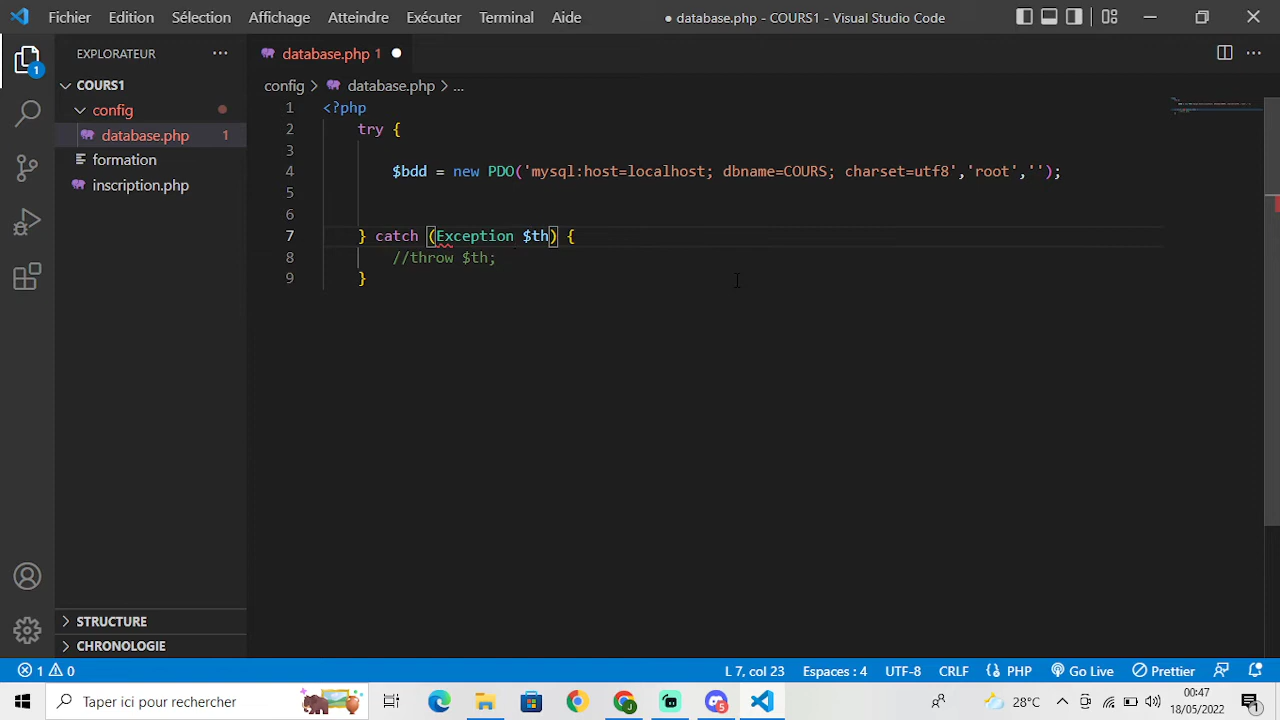 Fichier Edition Sélection Affichage Atteindre Exécute Terminal Aide ● database.php - COURS1 - Visual Studio Code
EXPLORATEUR ···
COURS1
config
database.php 1
formation
inscription.php
STRUCTURE
CHRONOLOGIE
1
database.php 1 ●
config > database.php > ...
1 <?php
2 try {
3
4 $bdd = new PDO('mysql:host=localhost; dbname=COURS; charset=utf8','root','');
5
6
7 } catch (Exception $th) {
8 //throw $th;
9 }
1 0 L 7, col 23 Espaces : 4 UTF-8 CRLF {} PHP Go Live Prettier
Taper ici pour rechercher 5 28°C 00:47
18/05/2022 1